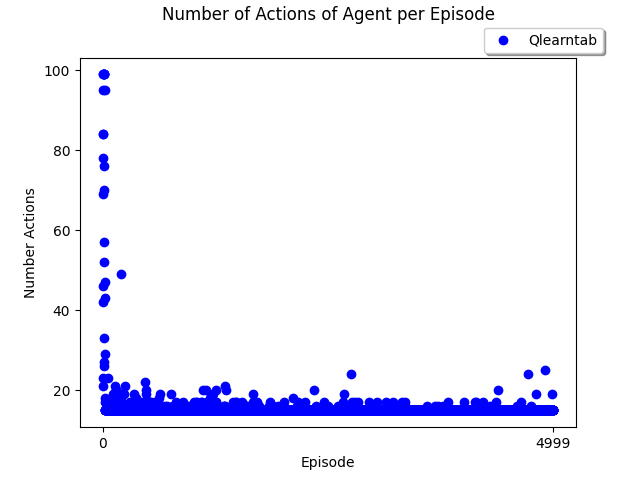 Number of Actions of Agent per Episode
Qlearntab
100
80
60
40
20
Number Actions
0
4999
Episode